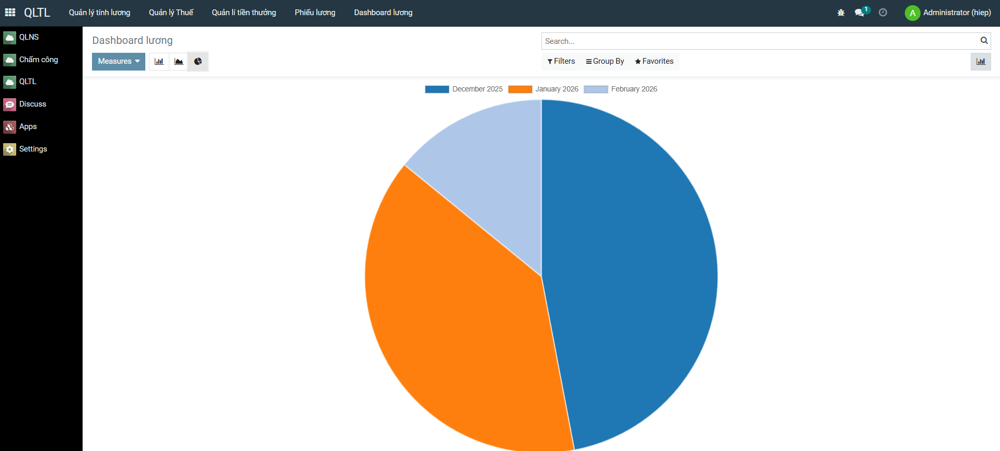 QLTL Quản lý tính lương Quản lý Thuế Quản lí tiền thưởng Phiếu lương Dashboard lương 1 A Administrator (hiep)
QLNS
Chấm công
QLTL
Discuss
Apps
Settings
Dashboard lương
Search...
Measures
Filters Group By Favorites
December 2025 January 2026 February 2026